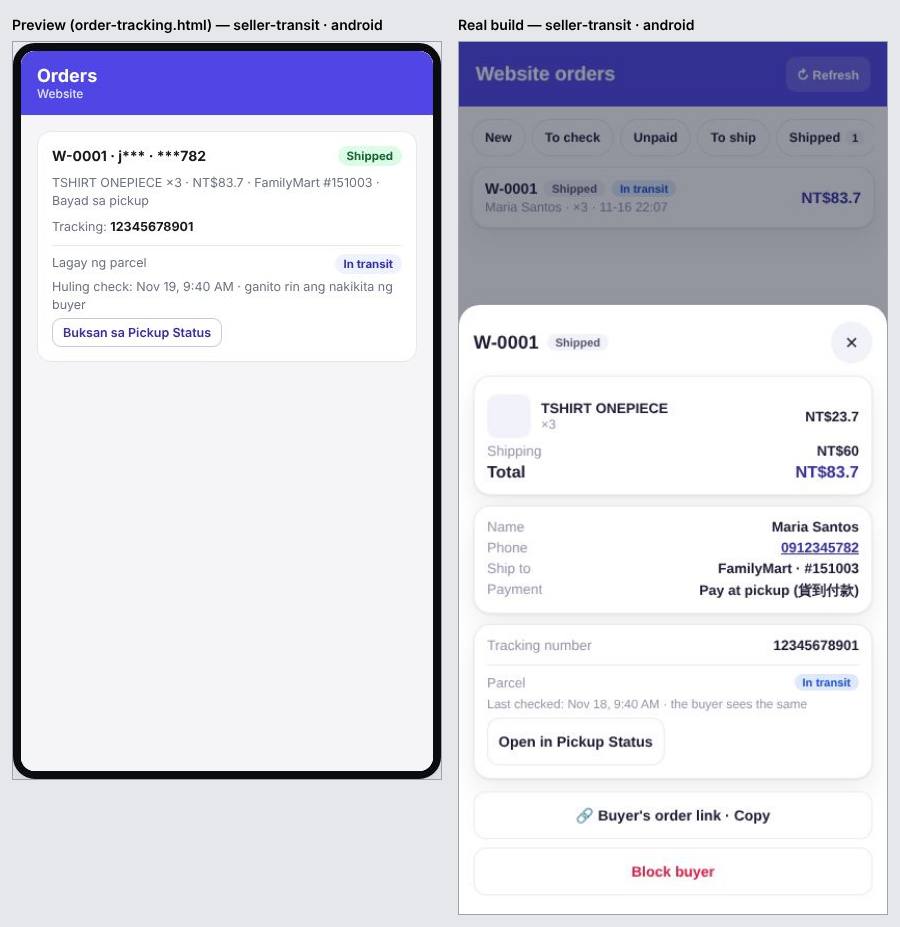 Preview (order-tracking.html) — seller-transit · android
Orders
Website
W-0001 · j*** · ***782
Shipped
TSHIRT ONEPIECE ×3 · NT$83.7 · FamilyMart #151003 ·
Bayad sa pickup
Tracking: 12345678901
Lagay ng parcel
In transit
Huling check: Nov 19, 9:40 AM · ganito rin ang nakikita ng
buyer
Buksan sa Pickup Status
Real build — seller-transit · android
Website orders
↻ Refresh
New
To check
Unpaid
To ship
Shipped 1
W-0001 Shipped In transit
Maria Santos · ×3 · 11-16 22:07
NT$83.7
W-0001 Shipped
✕
TSHIRT ONEPIECE
×3
NT$23.7
Shipping NT$60
Total NT$83.7
Name Maria Santos
Phone 0912345782
Ship to FamilyMart · #151003
Payment Pay at pickup (貨到付款)
Tracking number 12345678901
Parcel In transit
Last checked: Nov 18, 9:40 AM · the buyer sees the same
Open in Pickup Status
🔗 Buyer's order link · Copy
Block buyer